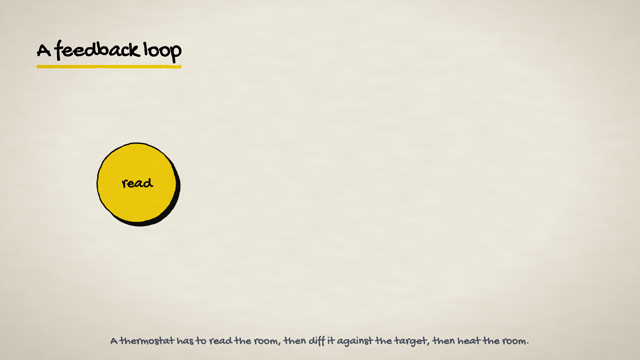 A feedback loop
read
A thermostat has to read the room, then diff it against the target, then heat the room.